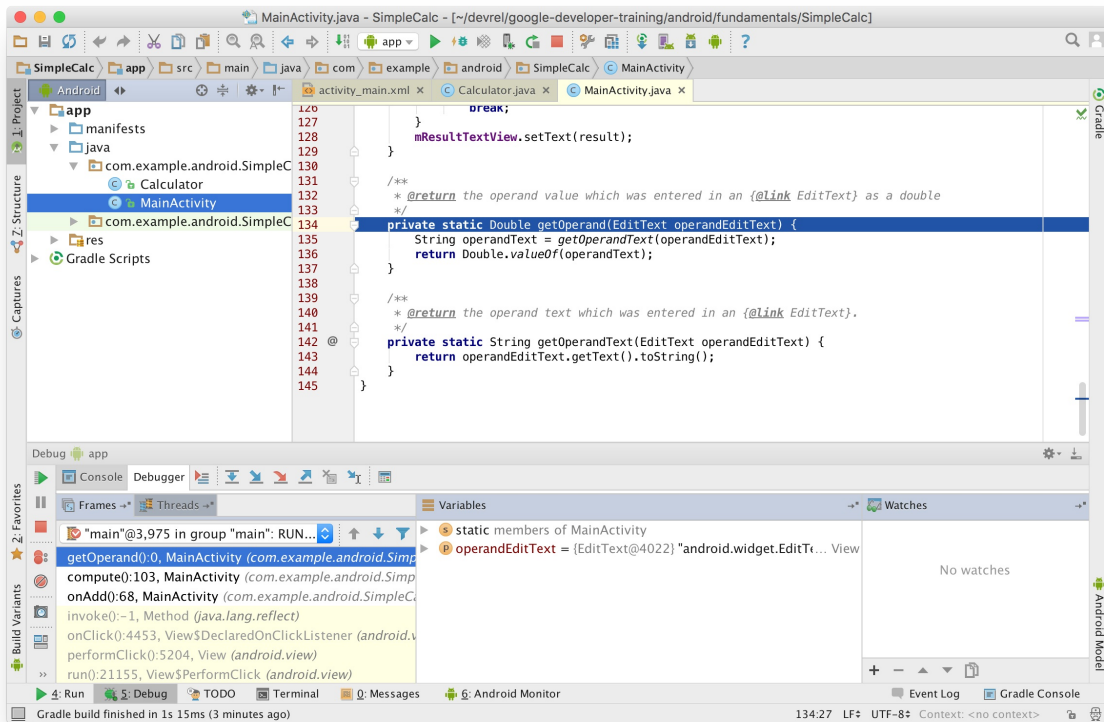 MainActivity.java - SimpleCalc - [~/devrel/google-developer-training/android/fundamentals/SimpleCalc]
app
SimpleCalc app src main java com example android SimpleCalc MainActivity
1: Project
Z: Structure
Captures
2: Favorites
Build Variants
Android
app
manifests
java
com.example.android.SimpleC
Calculator
MainActivity
com.example.android.SimpleC
res
Gradle Scripts
activity_main.xml Calculator.java MainActivity.java
126 break;
127 }
128 mResultTextView.setText(result);
129 }
130
131 /**
132 * @return the operand value which was entered in an {@link EditText} as a double
133 */
134 private static Double getOperand(EditText operandEditText) {
135 String operandText = getOperandText(operandEditText);
136 return Double.valueOf(operandText);
137 }
138
139 /**
140 * @return the operand text which was entered in an {@link EditText}.
141 */
142 @ private static String getOperandText(EditText operandEditText) {
143 return operandEditText.getText().toString();
144 }
145 }
Gradle
Android Model
Debug app
Console Debugger
Frames Threads
"main"@3,975 in group "main": RUN...
getOperand():0, MainActivity (com.example.android.Simp
compute():103, MainActivity (com.example.android.Simp
onAdd():68, MainActivity (com.example.android.SimpleCa
invoke():-1, Method (java.lang.reflect)
onClick():4453, View$DeclaredOnClickListener (android.v
performClick():5204, View (android.view)
run():21155, View$PerformClick (android.view)
Variables
static members of MainActivity
operandEditText = {EditText@4022} "android.widget.EditTe... View
Watches
No watches
4: Run 5: Debug TODO Terminal 0: Messages 6: Android Monitor Event Log Gradle Console
Gradle build finished in 1s 15ms (3 minutes ago) 134:27 LF UTF-8 Context: <no context>